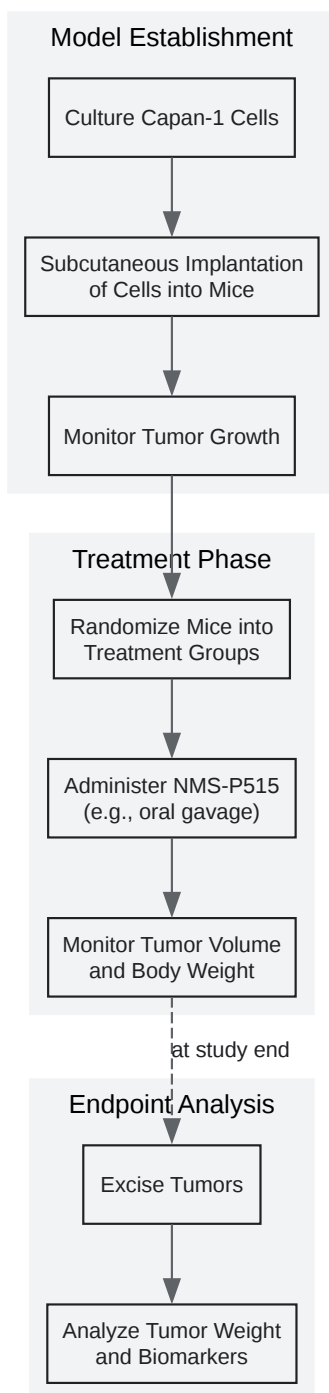 Model Establishment
Culture Capan-1 Cells
Subcutaneous Implantation
of Cells into Mice
Monitor Tumor Growth
Treatment Phase
Randomize Mice into
Treatment Groups
Administer NMS-P515
(e.g., oral gavage)
Monitor Tumor Volume
and Body Weight
at study end
Endpoint Analysis
Excise Tumors
Analyze Tumor Weight
and Biomarkers